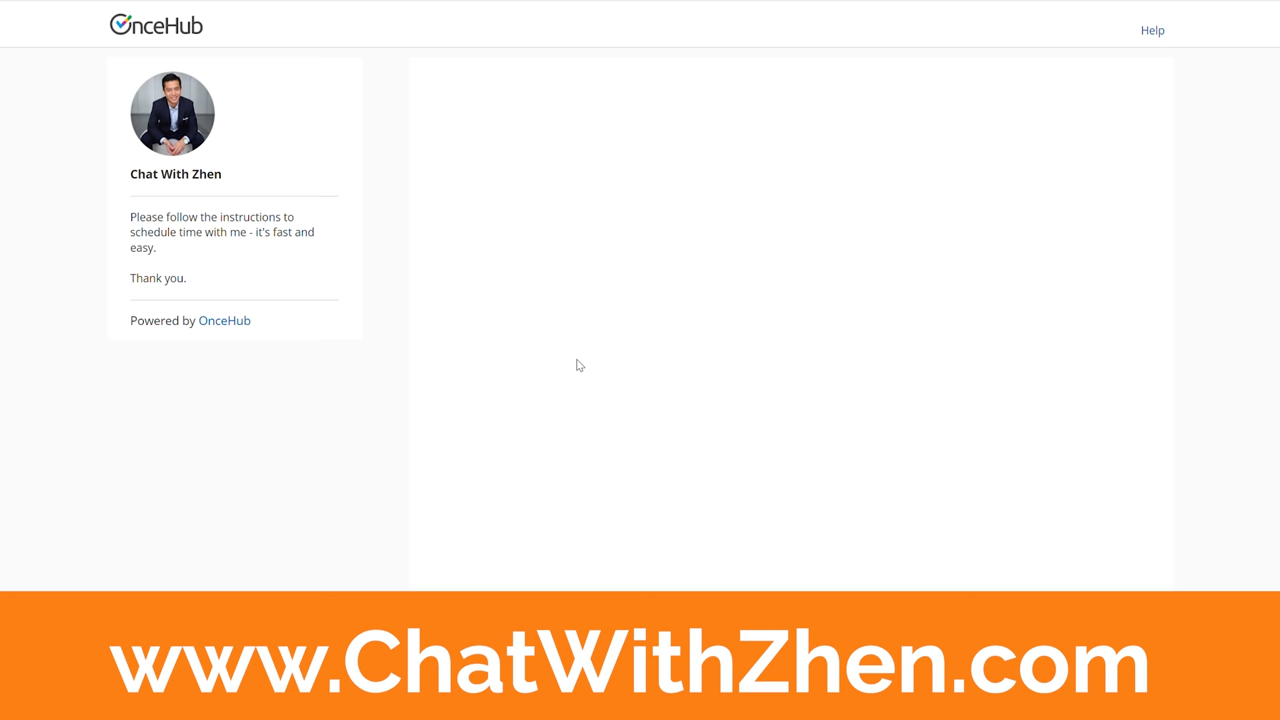 OnceHub
Help
Chat With Zhen
Please follow the instructions to
schedule time with me - it's fast and
easy.
Thank you.
Powered by OnceHub
www.ChatWithZhen.com